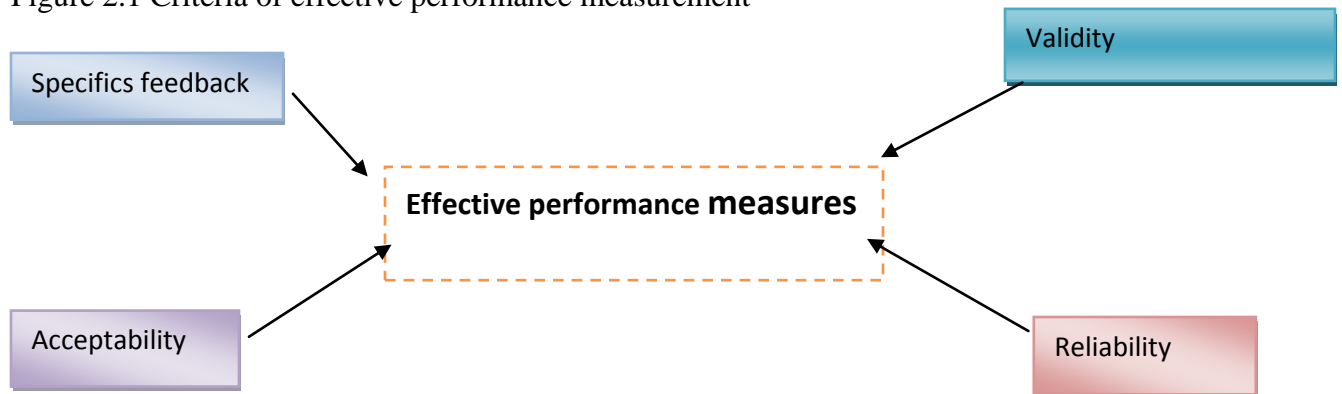 Figure 2.1 Criteria of effective performance measurement
Validity
Specifics feedback
Effective performance measures
Acceptability
Reliability